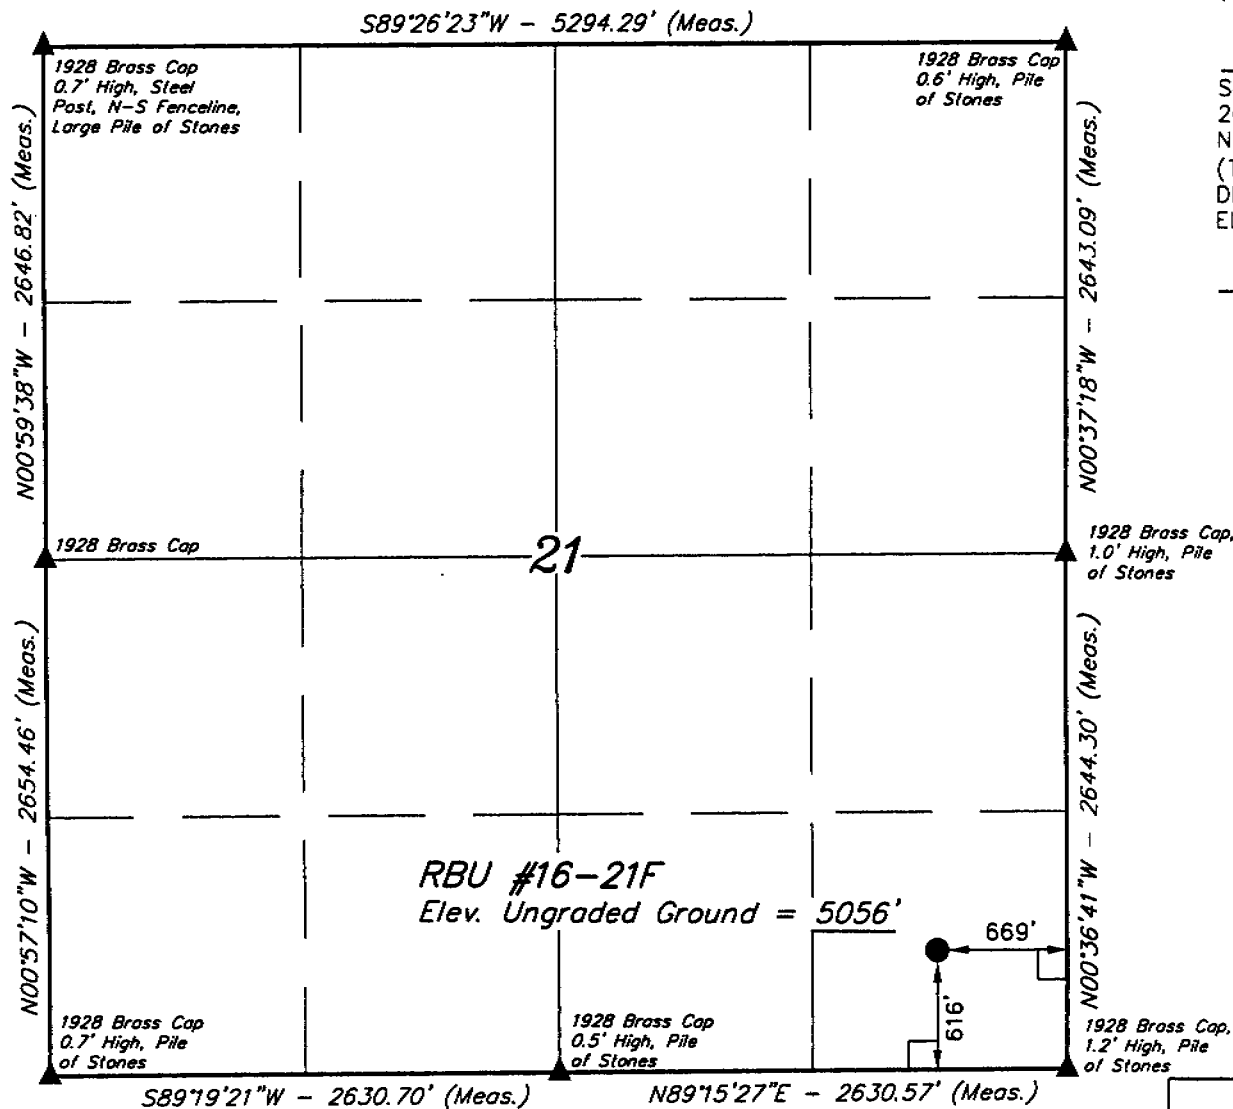 S89°26'23"W - 5294.29' (Meas.)
1928 Brass Cap
0.7' High, Steel
Post, N-S Fenceline,
Large Pile of Stones
1928 Brass Cap
0.6' High, Pile
of Stones
N00°59'38"W - 2646.82' (Meas.)
N00°37'18"W - 2643.09' (Meas.)
1928 Brass Cap
21
1928 Brass Cap,
1.0' High, Pile
of Stones
N00°57'10"W - 2654.46' (Meas.)
N00°36'41"W - 2644.30' (Meas.)
RBU #16-21F
Elev. Ungraded Ground = 5056'
669'
616'
1928 Brass Cap
0.7' High, Pile
of Stones
1928 Brass Cap
0.5' High, Pile
of Stones
1928 Brass Cap,
1.2' High, Pile
of Stones
S89°19'21"W - 2630.70' (Meas.)
N89°15'27"E - 2630.57' (Meas.)